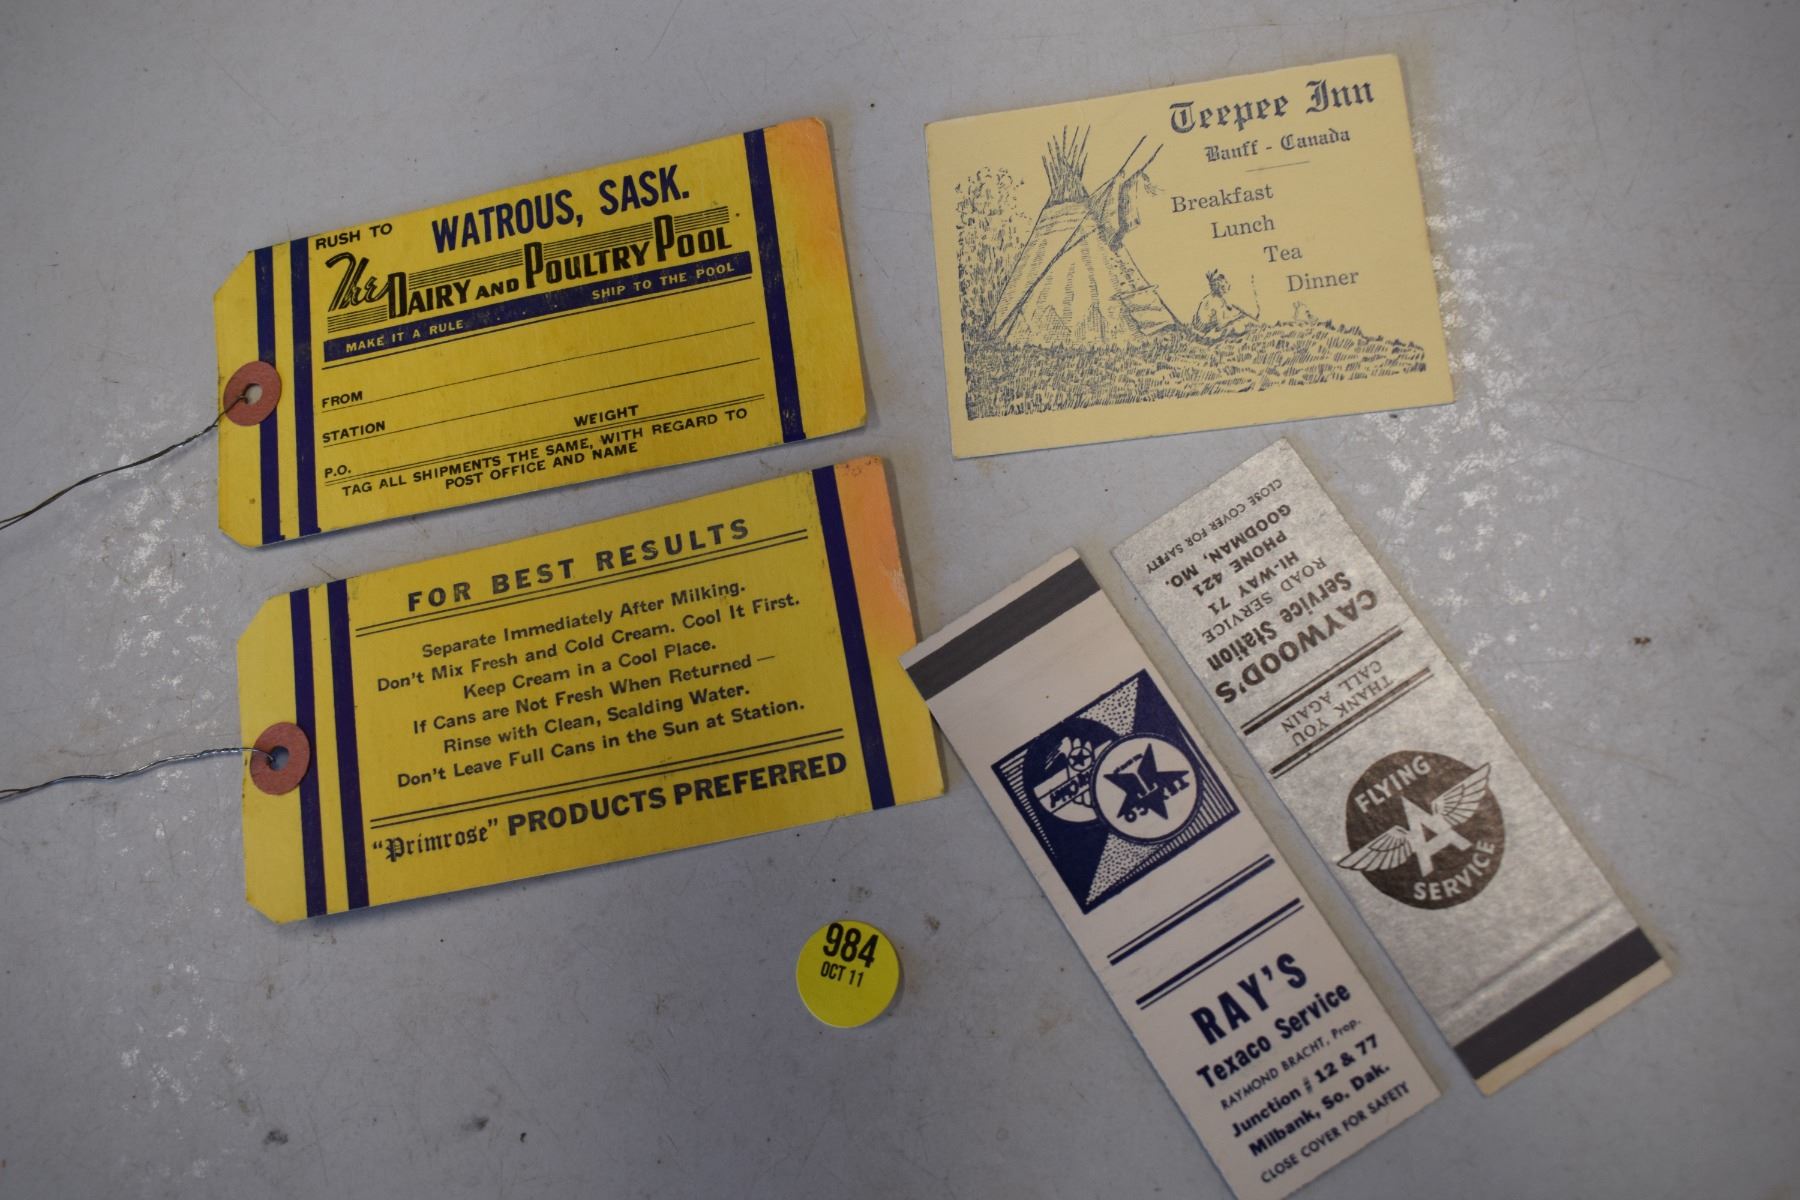 RUSH TO WATROUS, SASK.
The DAIRY AND POULTRY POOL
MAKE IT A RULE SHIP TO THE POOL
FROM
STATION WEIGHT
P.O.
TAG ALL SHIPMENTS THE SAME, WITH REGARD TO
POST OFFICE AND NAME
FOR BEST RESULTS
Separate Immediately After Milking.
Don't Mix Fresh and Cold Cream. Cool It First.
Keep Cream in a Cool Place.
If Cans are Not Fresh When Returned —
Rinse with Clean, Scalding Water.
Don't Leave Full Cans in the Sun at Station.
"Primrose" PRODUCTS PREFERRED
Teepee Inn
Banff - Canada
Breakfast
Lunch
Tea
Dinner
984
OCT 11
RAY'S
Texaco Service
RAYMOND BRACHT, Prop.
Junction # 12 & 77
Milbank, So. Dak.
CLOSE COVER FOR SAFETY
CAYWOOD'S
Service Station
ROAD SERVICE
HI-WAY 71
PHONE 421
GOODMAN, MO.
CLOSE COVER FOR SAFETY
THANK YOU
CALL AGAIN
FLYING
A
SERVICE